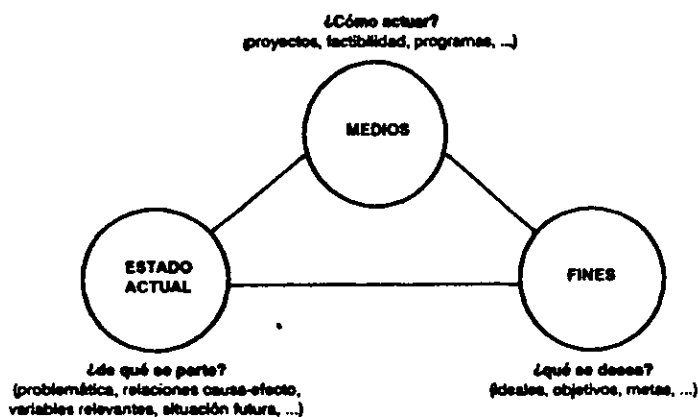 ¿Cómo actuar?
(proyectos, factibilidad, programas, ...)
MEDIOS
ESTADO
ACTUAL
FINES
¿de qué se parte?
(problemática, relaciones causa-efecto,
variables relevantes, situación futura, ...)
¿qué se desea?
(ideales, objetivos, metas, ...)